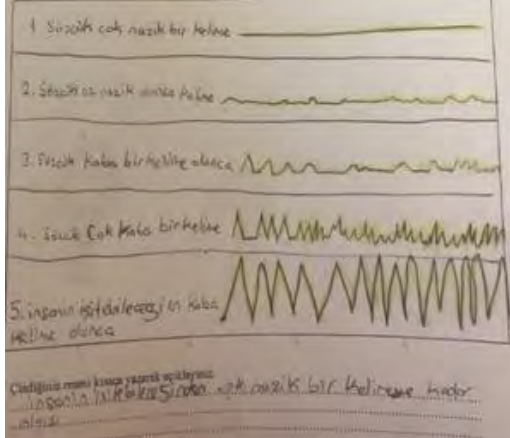 1. Sözcük çok nazik bir kelime
2. Sözcük az nazik olunca kelime
3. Sözcük kaba bir kelime olunca
4. Sözcük Çok kaba bir kelime
5. insanın işitebileceği en kaba
kelime olunca
Çizdiğiniz resmi kısaca yazarak açıklayınız
çok nazik bir kelimeye kadar